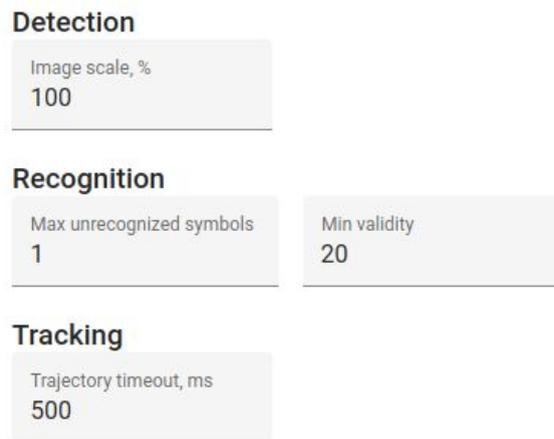 Detection
Image scale, %
100
Recognition
Max unrecognized symbols
1
Min validity
20
Tracking
Trajectory timeout, ms
500